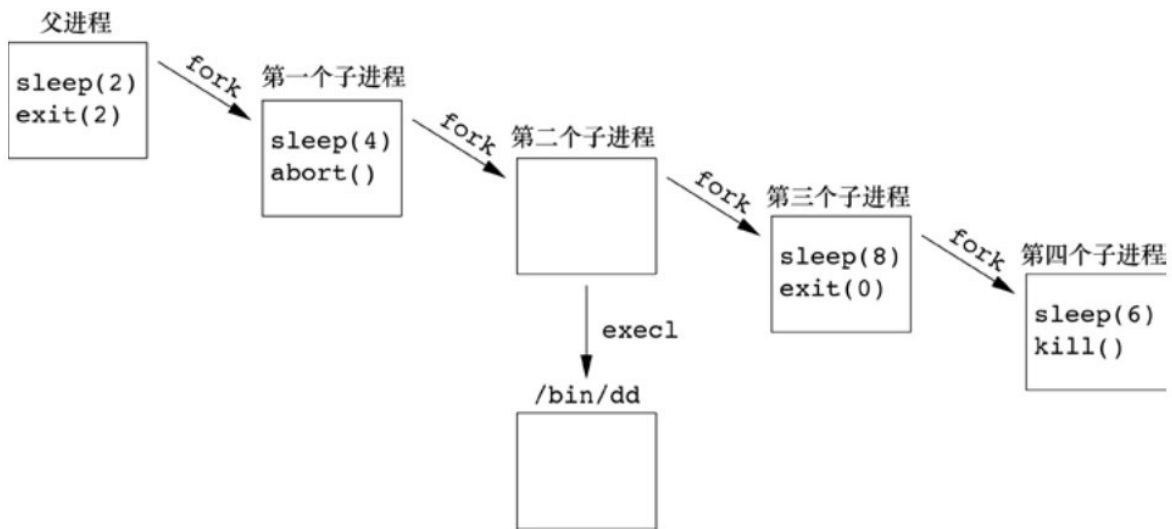 父进程
sleep(2)
exit(2)
fork
第一个子进程
sleep(4)
abort()
fork
第二个子进程
fork
第三个子进程
sleep(8)
exit(0)
fork
第四个子进程
sleep(6)
kill()
execl
/bin/dd